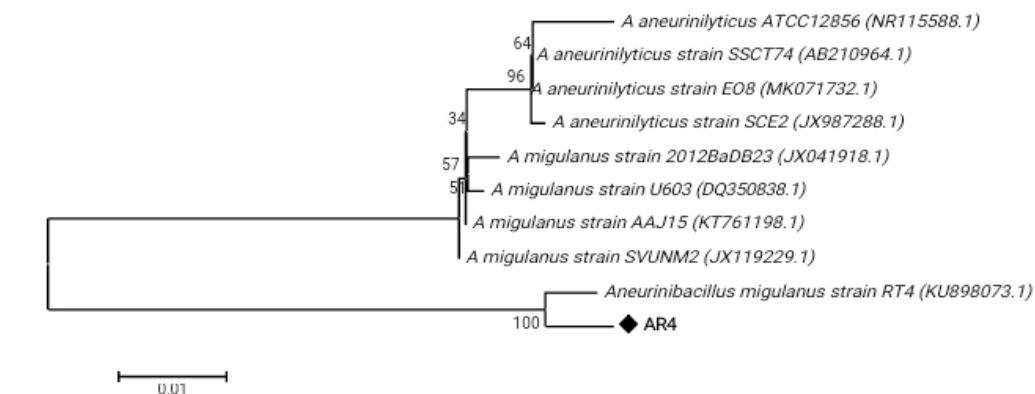 A aneurinilyticus ATCC12856 (NR115588.1)
64
A aneurinilyticus strain SSCT74 (AB210964.1)
96
A aneurinilyticus strain EO8 (MK071732.1)
34
A aneurinilyticus strain SCE2 (JX987288.1)
57
A migulanus strain 2012BaDB23 (JX041918.1)
51
A migulanus strain U603 (DQ350838.1)
A migulanus strain AAJ15 (KT761198.1)
A migulanus strain SVUNM2 (JX119229.1)
Aneurinibacillus migulanus strain RT4 (KU898073.1)
100
AR4
0.01